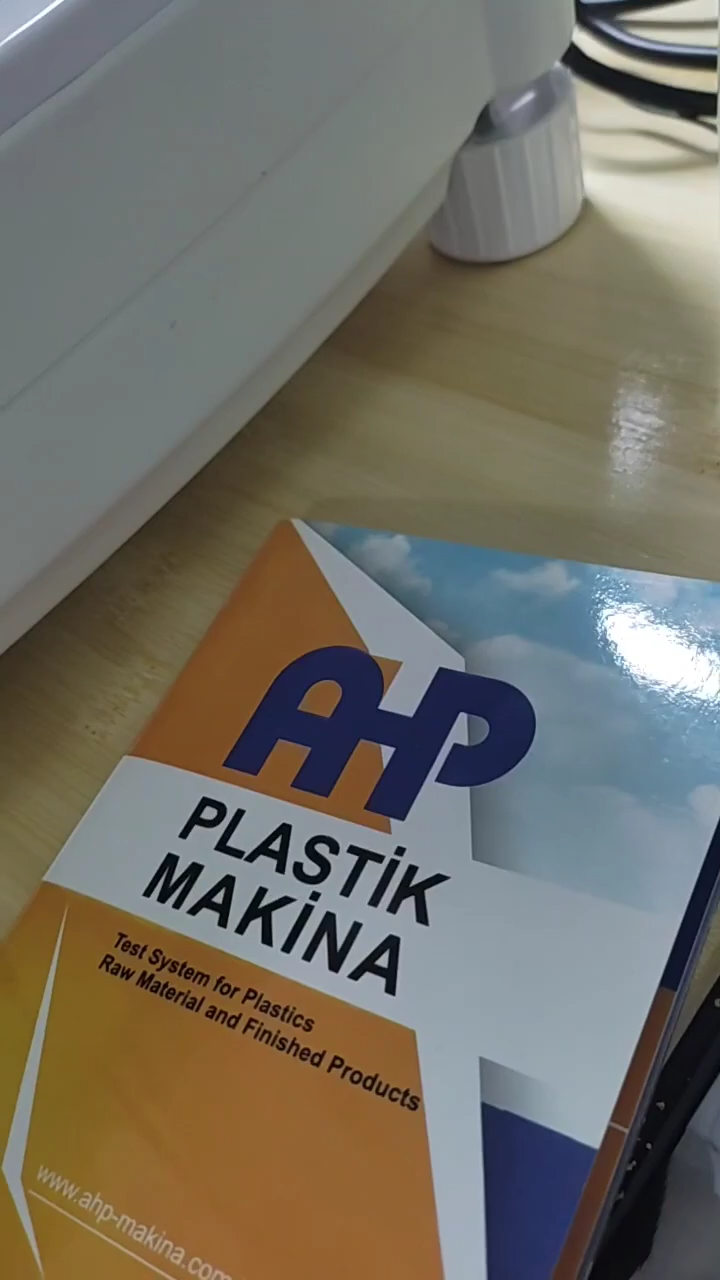 AHP
PLASTİK
MAKİNA
Test System for Plastics
Raw Material and Finished Products
www.ahp-makina.com